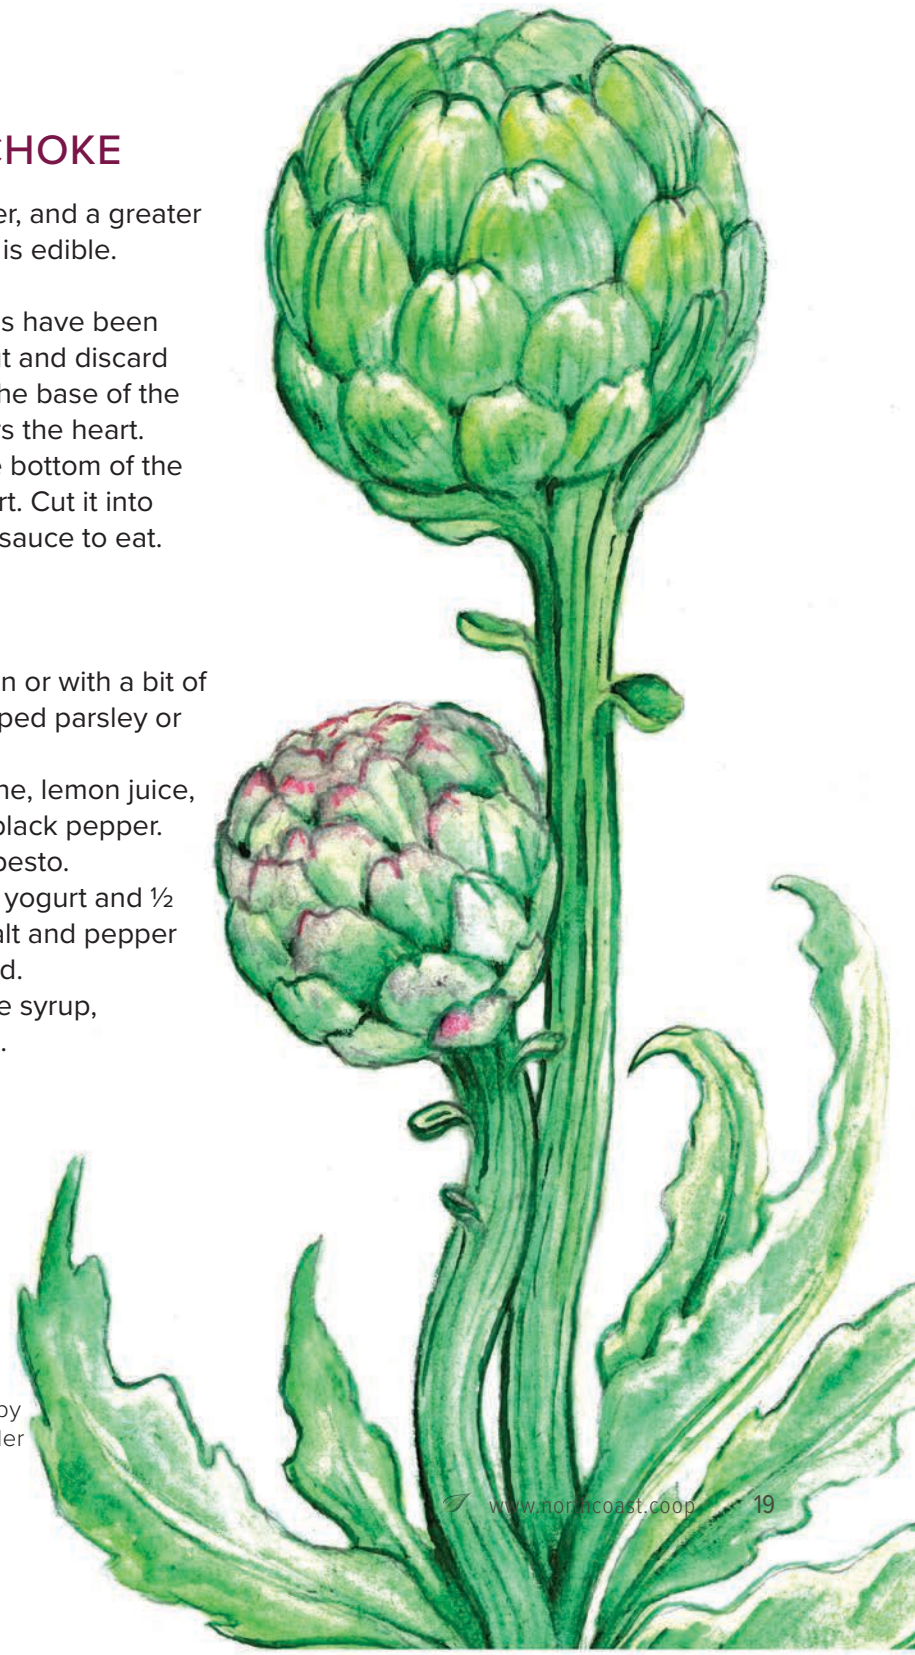 CHOKE
er, and a greater
is edible.
s have been
ut and discard
he base of the
s the heart.
e bottom of the
rt. Cut it into
sauce to eat.
n or with a bit of
ped parsley or
ne, lemon juice,
black pepper.
pesto.
yogurt and ½
alt and pepper
d.
e syrup,
.
by
ler
www.northcoast.coop
19